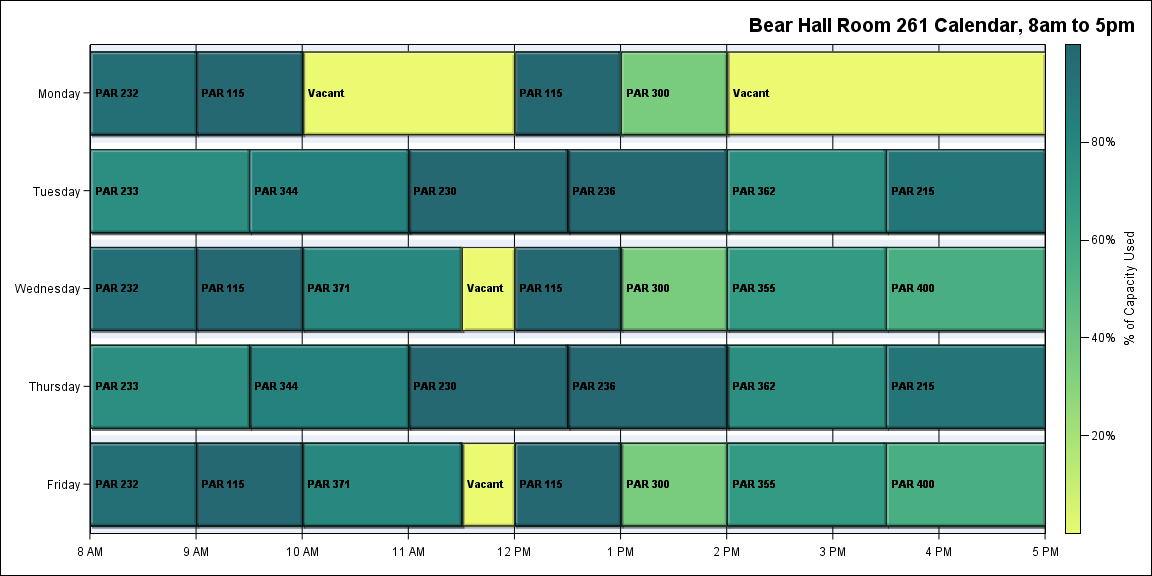 Bear Hall Room 261 Calendar, 8am to 5pm
Monday
PAR 232
PAR 115
Vacant
PAR 115
PAR 300
Vacant
Tuesday
PAR 233
PAR 344
PAR 230
PAR 236
PAR 362
PAR 215
Wednesday
PAR 232
PAR 115
PAR 371
Vacant
PAR 115
PAR 300
PAR 355
PAR 400
Thursday
PAR 233
PAR 344
PAR 230
PAR 236
PAR 362
PAR 215
Friday
PAR 232
PAR 115
PAR 371
Vacant
PAR 115
PAR 300
PAR 355
PAR 400
8 AM
9 AM
10 AM
11 AM
12 PM
1 PM
2 PM
3 PM
4 PM
5 PM
80%
60%
40%
20%
% of Capacity Used